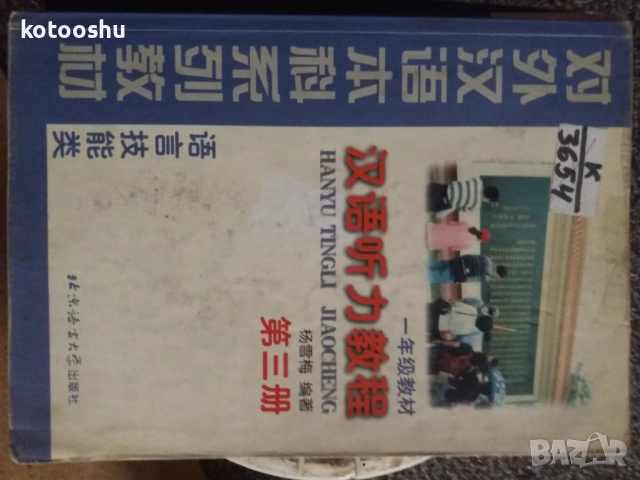 kotooshu
对外汉语本科系列教材
语言技能类
K
3654
一年级教材
汉语听力教程
HANYU TINGLI JIAOCHENG
第三册
杨雪梅 编著
北京语言大学出版社
BAZAR
bazar.bg